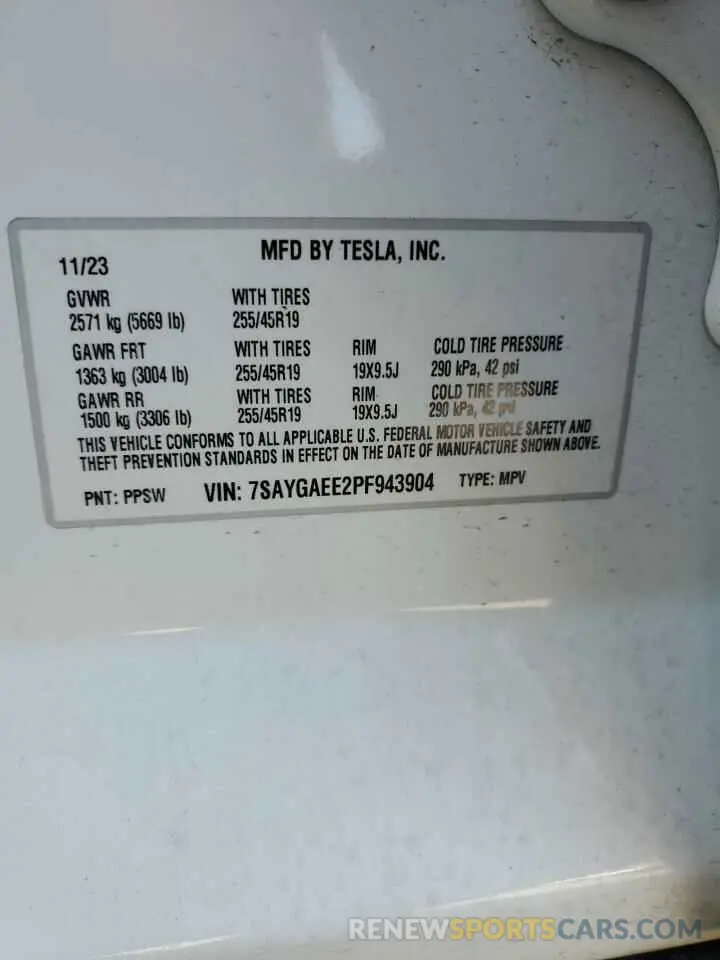 MFD BY TESLA, INC.
11/23
GVWR WITH TIRES
2571 kg (5669 lb) 255/45R19
GAWR FRT WITH TIRES RIM COLD TIRE PRESSURE
1363 kg (3004 lb) 255/45R19 19X9.5J 290 kPa, 42 psi
GAWR RR WITH TIRES RIM COLD TIRE PRESSURE
1500 kg (3306 lb) 255/45R19 19X9.5J 290 kPa, 42 psi
THIS VEHICLE CONFORMS TO ALL APPLICABLE U.S. FEDERAL MOTOR VEHICLE SAFETY AND
THEFT PREVENTION STANDARDS IN EFFECT ON THE DATE OF MANUFACTURE SHOWN ABOVE.
PNT: PPSW VIN: 7SAYGAEE2PF943904 TYPE: MPV
RENEWSPORTSCARS.COM